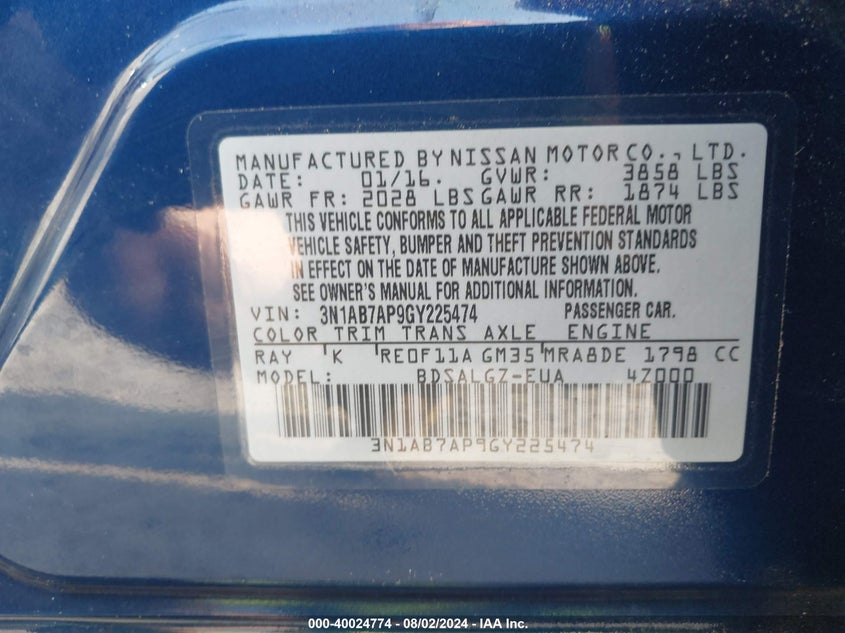 MANUFACTURED BY NISSAN MOTOR CO., LTD.
DATE: 01/16. GVWR: 3858 LBS
GAWR FR: 2028 LBS GAWR RR: 1874 LBS
THIS VEHICLE CONFORMS TO ALL APPLICABLE FEDERAL MOTOR
VEHICLE SAFETY, BUMPER AND THEFT PREVENTION STANDARDS
IN EFFECT ON THE DATE OF MANUFACTURE SHOWN ABOVE.
SEE OWNER'S MANUAL FOR ADDITIONAL INFORMATION.
VIN: 3N1AB7AP9GY225474 PASSENGER CAR.
COLOR TRIM TRANS AXLE ENGINE
RAY K RE0F11A GM35 MRA8DE 1798 CC
MODEL: BDSALGZ-EUA 4Z000
3N1AB7AP9GY225474
000-40024774 - 08/02/2024 - IAA Inc.